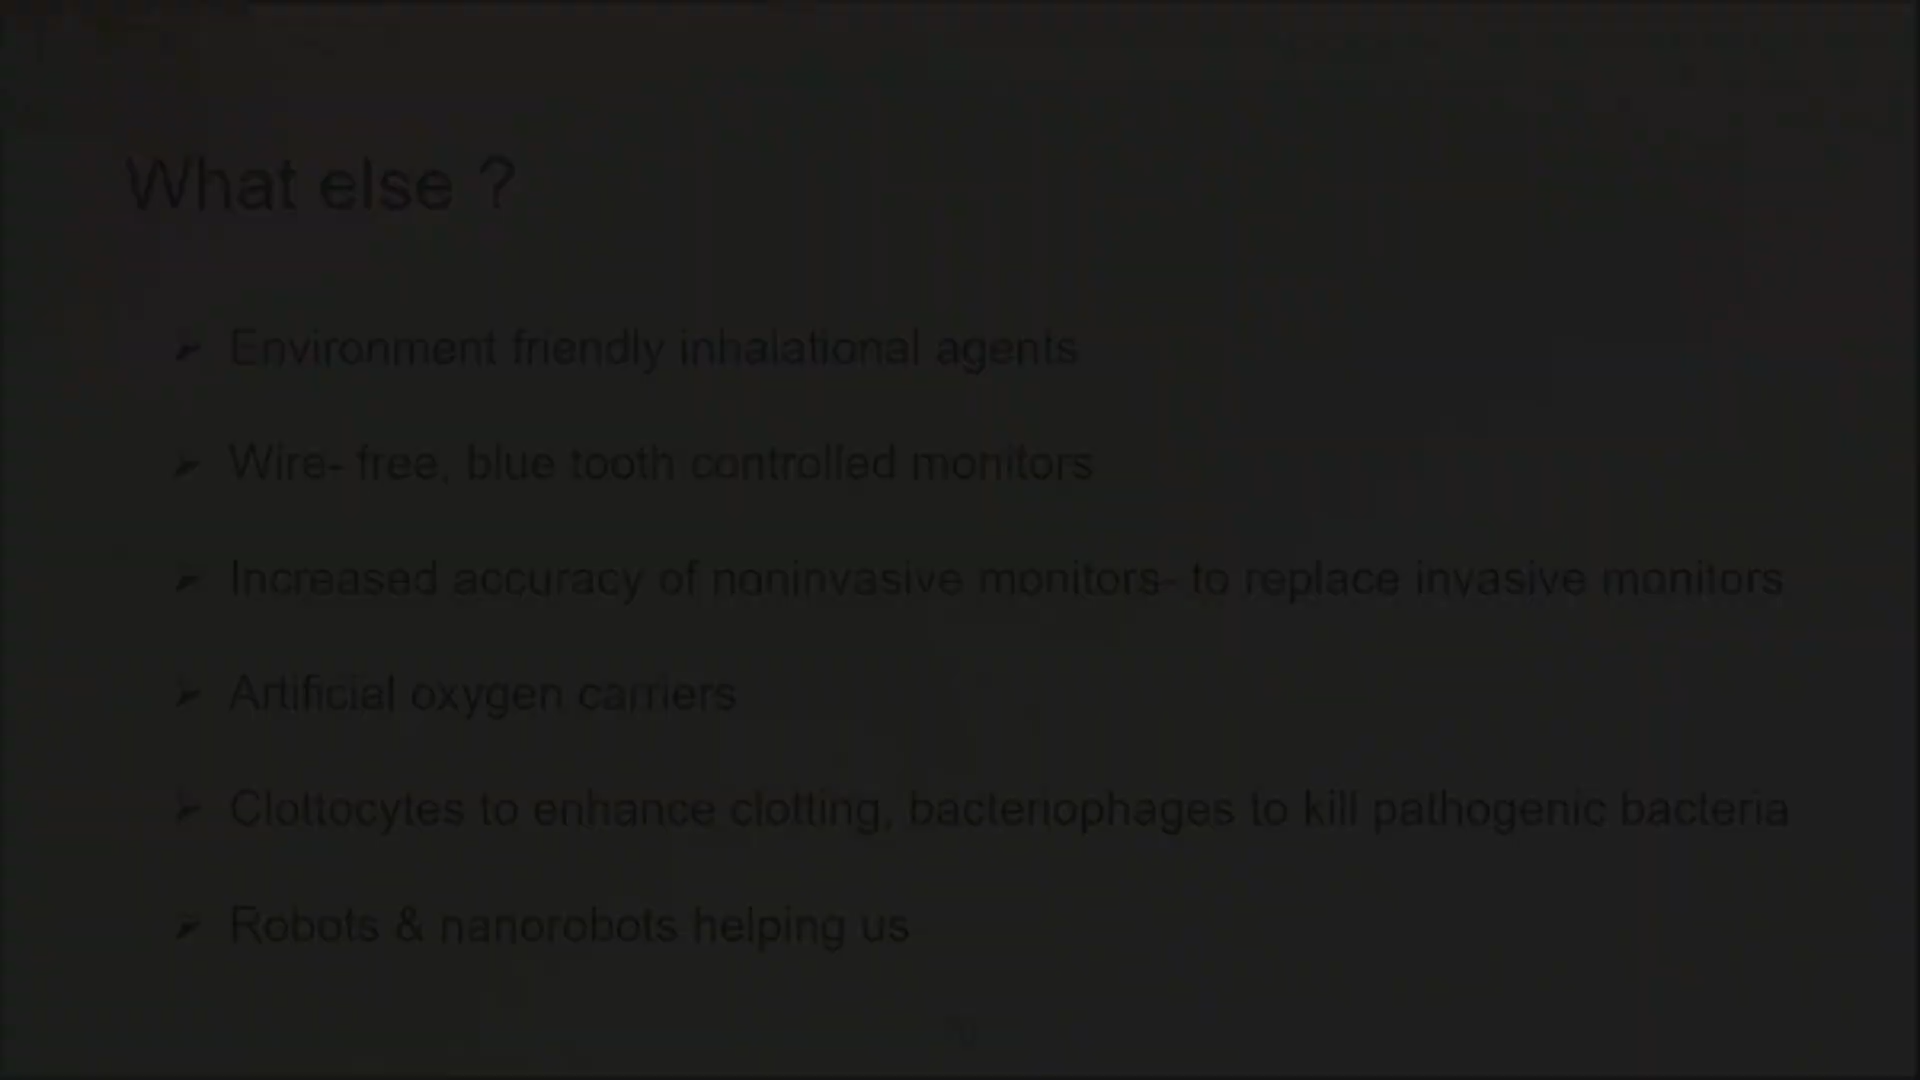 What else ?
Environment friendly inhalational agents
Wire- free, blue tooth controlled monitors
Increased accuracy of noninvasive monitors- to replace invasive monitors
Artificial oxygen carriers
Clottocytes to enhance clotting, bacteriophages to kill pathogenic bacteria
Robots & nanorobots helping us